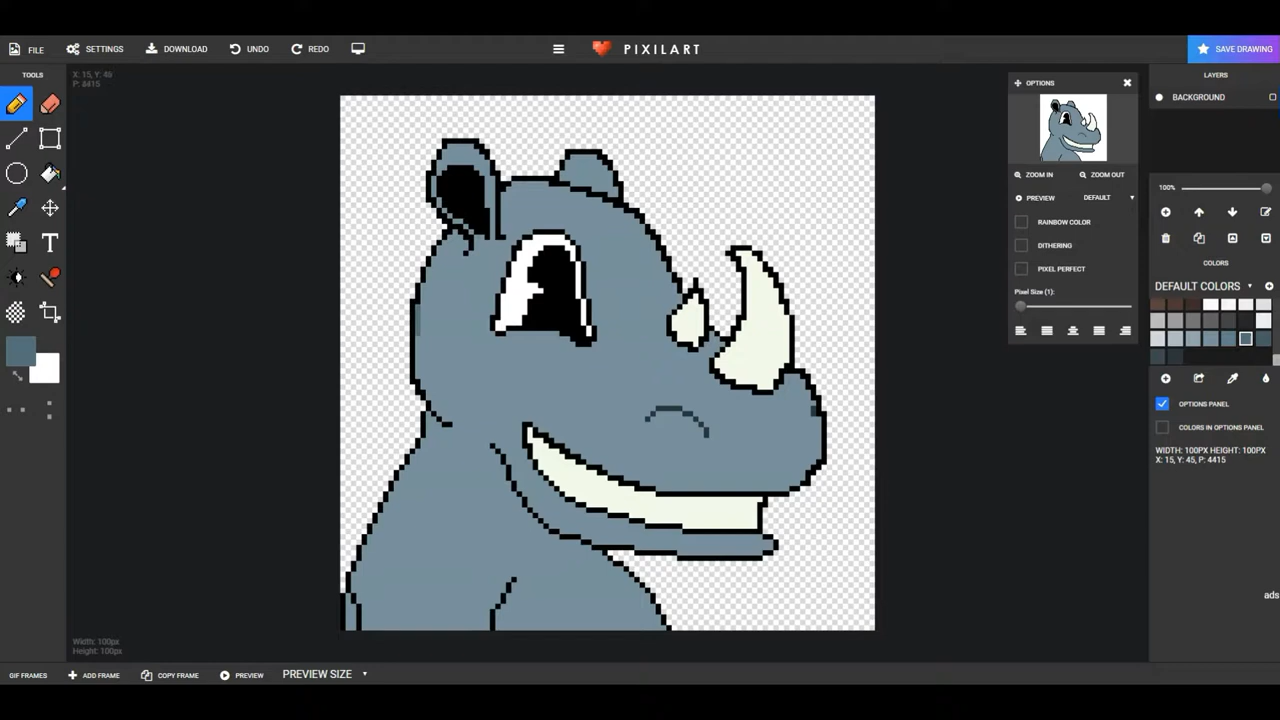 FILE SETTINGS DOWNLOAD UNDO REDO PIXILART SAVE DRAWING
TOOLS
X: 15, Y: 45
P: 4415
OPTIONS
ZOOM IN ZOOM OUT
PREVIEW DEFAULT
RAINBOW COLOR
DITHERING
PIXEL PERFECT
Pixel Size (1):
LAYERS
BACKGROUND
100%
COLORS
DEFAULT COLORS
OPTIONS PANEL
COLORS IN OPTIONS PANEL
WIDTH: 100PX HEIGHT: 100PX
X: 15, Y: 45, P: 4415
ads
Width: 100px
Height: 100px
GIF FRAMES ADD FRAME COPY FRAME PREVIEW PREVIEW SIZE